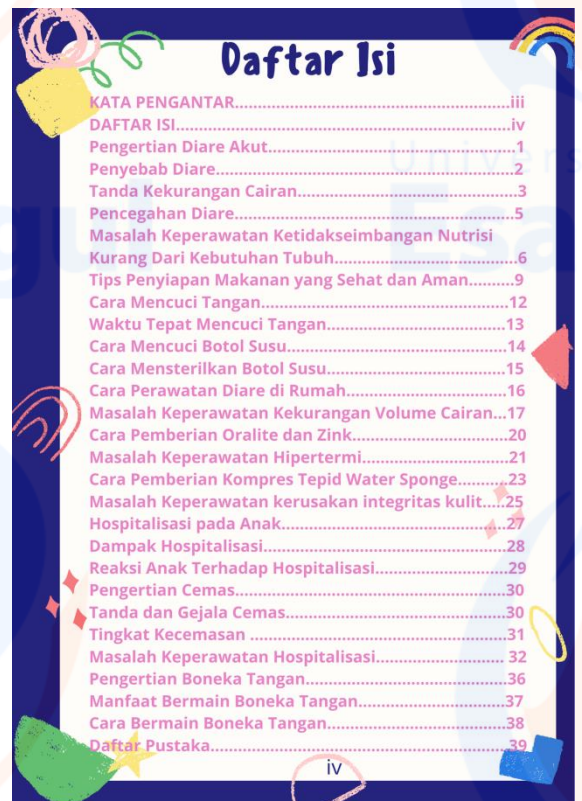 Daftar Isi
KATA PENGANTAR.......................................................iii
DAFTAR ISI...................................................................iv
Pengertian Diare Akut.................................................1
Penyebab Diare...........................................................2
Tanda Kekurangan Cairan...........................................3
Pencegahan Diare.......................................................5
Masalah Keperawatan Ketidakseimbangan Nutrisi
Kurang Dari Kebutuhan Tubuh....................................6
Tips Penyiapan Makanan yang Sehat dan Aman.........9
Cara Mencuci Tangan................................................12
Waktu Tepat Mencuci Tangan...................................13
Cara Mencuci Botol Susu...........................................14
Cara Mensterilkan Botol Susu...................................15
Cara Perawatan Diare di Rumah...............................16
Masalah Keperawatan Kekurangan Volume Cairan...17
Cara Pemberian Oralite dan Zink..............................20
Masalah Keperawatan Hipertermi............................21
Cara Pemberian Kompres Tepid Water Sponge..........23
Masalah Keperawatan kerusakan integritas kulit.....25
Hospitalisasi pada Anak............................................27
Dampak Hospitalisasi................................................28
Reaksi Anak Terhadap Hospitalisasi.........................29
Pengertian Cemas.....................................................30
Tanda dan Gejala Cemas...........................................30
Tingkat Kecemasan ..................................................31
Masalah Keperawatan Hospitalisasi......................... 32
Pengertian Boneka Tangan.......................................36
Manfaat Bermain Boneka Tangan.............................37
Cara Bermain Boneka Tangan...................................38
Daftar Pustaka..........................................................39
iv